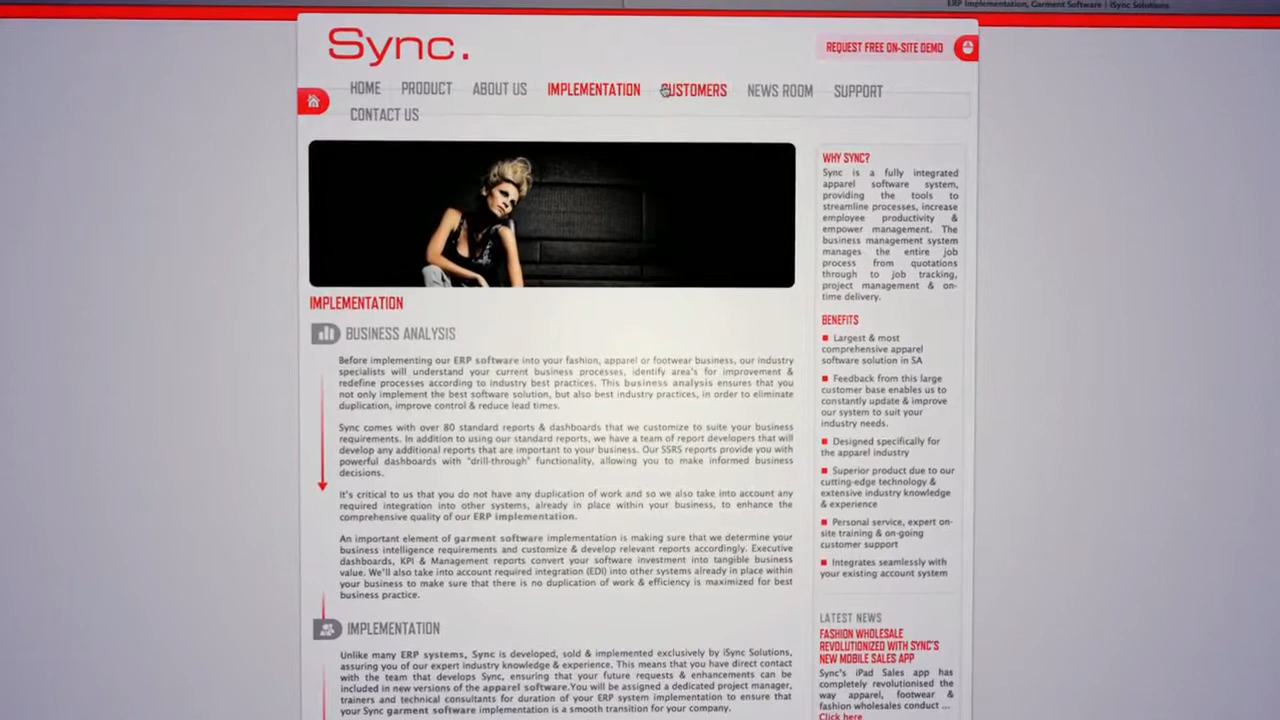 ERP Implementation, Garment Software | iSync Solutions
Sync.
REQUEST FREE ON-SITE DEMO
HOME PRODUCT ABOUT US IMPLEMENTATION CUSTOMERS NEWS ROOM SUPPORT
CONTACT US
IMPLEMENTATION
BUSINESS ANALYSIS
Before implementing our ERP software into your fashion, apparel or footwear business, our industry
specialists will understand your current business processes, identify area's for improvement &
redefine processes according to industry best practices. This business analysis ensures that you
not only implement the best software solution, but also best industry practices, in order to eliminate
duplication, improve control & reduce lead times.
Sync comes with over 80 standard reports & dashboards that we customize to suite your business
requirements. In addition to using our standard reports, we have a team of report developers that will
develop any additional reports that are important to your business. Our SSRS reports provide you with
powerful dashboards with "drill-through" functionality, allowing you to make informed business
decisions.
It's critical to us that you do not have any duplication of work and so we also take into account any
required integration into other systems, already in place within your business, to enhance the
comprehensive quality of our ERP implementation.
An important element of garment software implementation is making sure that we determine your
business intelligence requirements and customize & develop relevant reports accordingly. Executive
dashboards, KPI & Management reports convert your software investment into tangible business
value. We'll also take into account required integration (EDI) into other systems already in place within
your business to make sure that there is no duplication of work & efficiency is maximized for best
business practice.
IMPLEMENTATION
Unlike many ERP systems, Sync is developed, sold & implemented exclusively by iSync Solutions,
assuring you of our expert industry knowledge & experience. This means that you have direct contact
with the team that develops Sync, ensuring that your future requests & enhancements can be
included in new versions of the apparel software.You will be assigned a dedicated project manager,
trainers and technical consultants for duration of your ERP system implementation to ensure that
your Sync garment software implementation is a smooth transition for your company.
WHY SYNC?
Sync is a fully integrated
apparel software system,
providing the tools to
streamline processes, increase
employee productivity &
empower management. The
business management system
manages the entire job
process from quotations
through to job tracking,
project management & on-
time delivery.
BENEFITS
Largest & most
comprehensive apparel
software solution in SA
Feedback from this large
customer base enables us to
constantly update & improve
our system to suit your
industry needs.
Designed specifically for
the apparel industry
Superior product due to our
cutting-edge technology &
extensive industry knowledge
& experience
Personal service, expert on-
site training & on-going
customer support
Integrates seamlessly with
your existing account system
LATEST NEWS
FASHION WHOLESALE
REVOLUTIONIZED WITH SYNC'S
NEW MOBILE SALES APP
Sync's iPad Sales app has
completely revolutionised the
way apparel, footwear &
fashion wholesales conduct ...
Click here